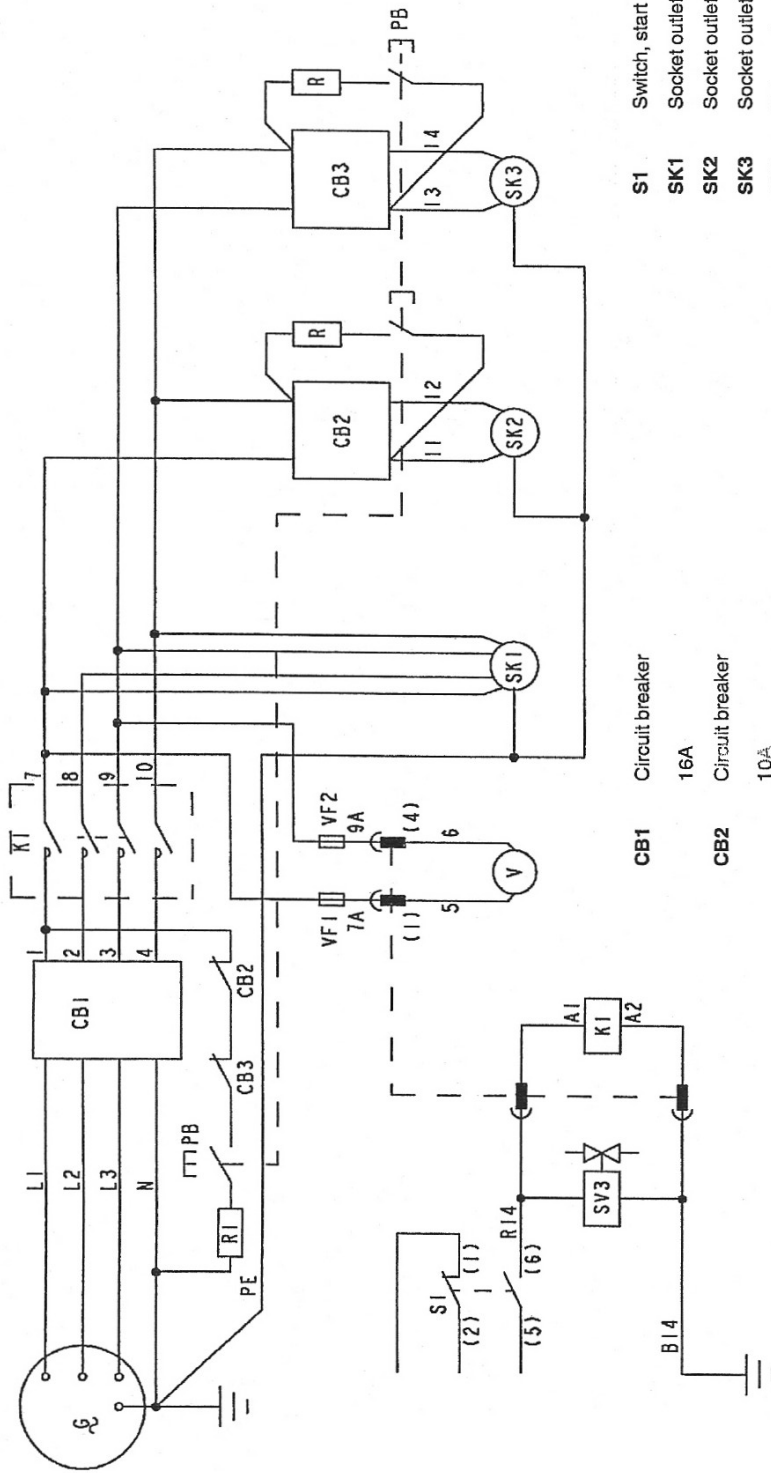 G
L1
L2
L3
N
PE
CB1
1
2
3
4
K1
7
8
9
10
R1
PB
CB3
CB2
VF1
7A
(1)
5
VF2
9A
(4)
6
V
SK1
CB2
R
11
12
SK2
CB3
R
PB
13
14
SK3
S1
(1)
(2)
(5)
(6)
R14
SV3
B14
A1
K1
A2
CB1 Circuit breaker
16A
CB2 Circuit breaker
10A
S1 Switch, start
SK1 Socket outlet
SK2 Socket outlet
SK3 Socket outlet